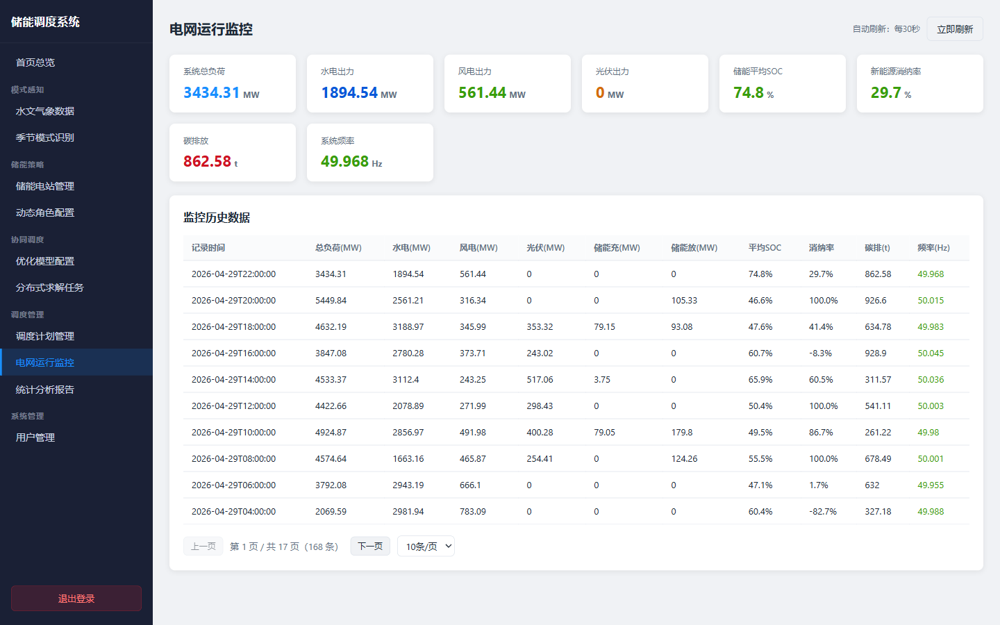 储能调度系统
首页总览
模式感知
水文气象数据
季节模式识别
储能策略
储能电站管理
动态角色配置
协同调度
优化模型配置
分布式求解任务
调度管理
调度计划管理
电网运行监控
统计分析报告
系统管理
用户管理
退出登录
电网运行监控
自动刷新：每30秒 立即刷新
系统总负荷 水电出力 风电出力 光伏出力 储能平均SOC 新能源消纳率
3434.31 MW 1894.54 MW 561.44 MW 0 MW 74.8 % 29.7 %
碳排放 系统频率
862.58 t 49.968 Hz
监控历史数据
记录时间 总负荷(MW) 水电(MW) 风电(MW) 光伏(MW) 储能充(MW) 储能放(MW) 平均SOC 消纳率 碳排(t) 频率(Hz)
2026-04-29T22:00:00 3434.31 1894.54 561.44 0 0 0 74.8% 29.7% 862.58 49.968
2026-04-29T20:00:00 5449.84 2561.21 316.34 0 0 105.33 46.6% 100.0% 926.6 50.015
2026-04-29T18:00:00 4632.19 3188.97 345.99 353.32 79.15 93.08 47.6% 41.4% 634.78 49.983
2026-04-29T16:00:00 3847.08 2780.28 373.71 243.02 0 0 60.7% -8.3% 928.9 50.045
2026-04-29T14:00:00 4533.37 3112.4 243.25 517.06 3.75 0 65.9% 60.5% 311.57 50.036
2026-04-29T12:00:00 4422.66 2078.89 271.99 298.43 0 0 50.4% 100.0% 541.11 50.003
2026-04-29T10:00:00 4924.87 2856.97 491.98 400.28 79.05 179.8 49.5% 86.7% 261.22 49.98
2026-04-29T08:00:00 4574.64 1663.16 465.87 254.41 0 124.26 55.5% 100.0% 678.49 50.001
2026-04-29T06:00:00 3792.08 2943.19 666.1 0 0 0 47.1% 1.7% 632 49.955
2026-04-29T04:00:00 2069.59 2981.94 783.09 0 0 0 60.4% -82.7% 327.18 49.988
上一页 第 1 页 / 共 17 页（168 条） 下一页 10条/页